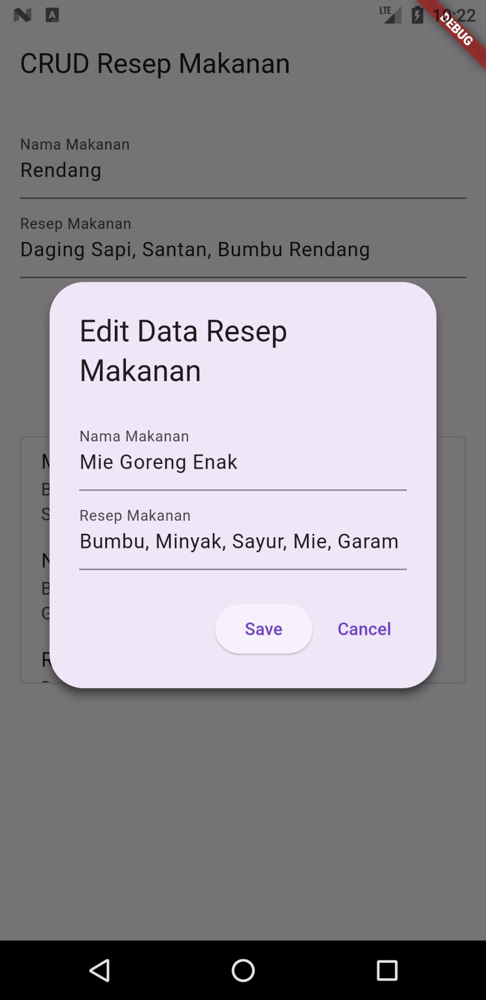 LTE 10:22
DEBUG
CRUD Resep Makanan
Nama Makanan
Rendang
Resep Makanan
Daging Sapi, Santan, Bumbu Rendang
Edit Data Resep
Makanan
Nama Makanan
Mie Goreng Enak
Resep Makanan
Bumbu, Minyak, Sayur, Mie, Garam
Save Cancel